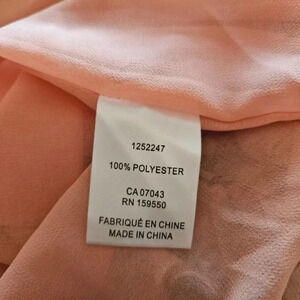 1252247
100% POLYESTER
CA 07043
RN 159550
FABRIQUÉ EN CHINE
MADE IN CHINA